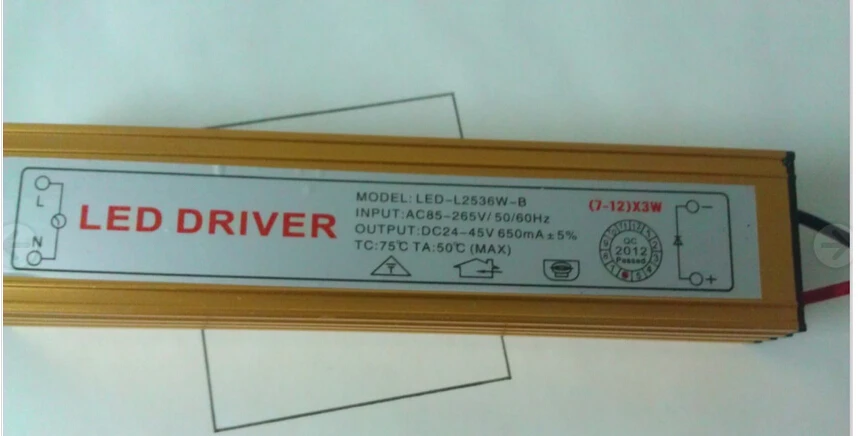 L
N
LED DRIVER
MODEL: LED-L2536W-B
INPUT: AC85-265V/ 50/60Hz
OUTPUT: DC24-45V 650mA±5%
TC:75℃ TA:50℃ (MAX)
(7-12)X3W
QC
2012
Passed
−
+